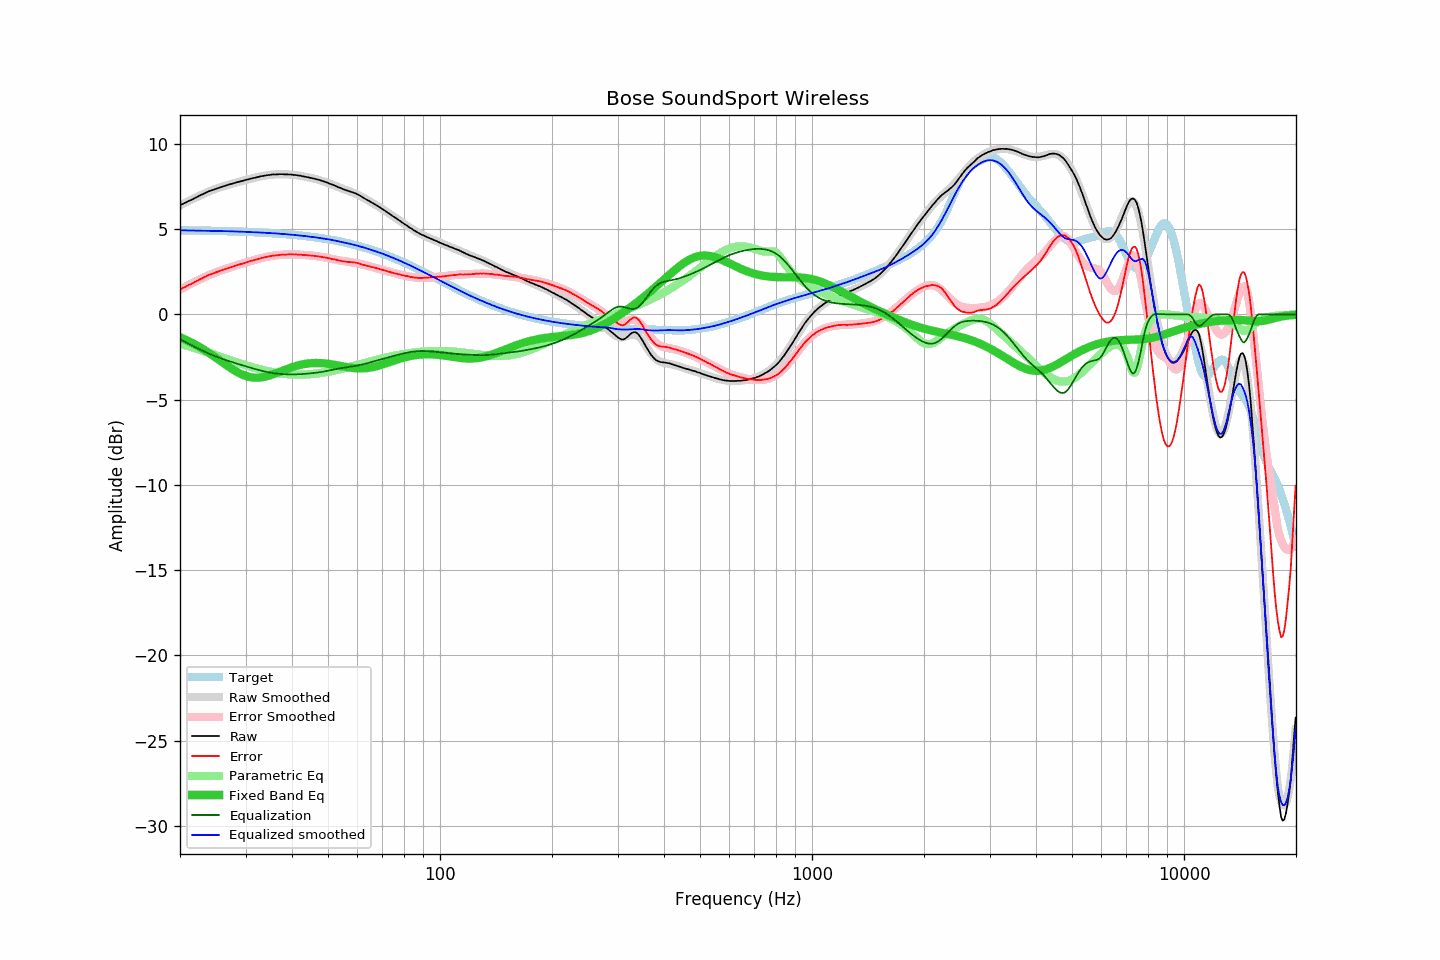 Bose SoundSport Wireless
10
5
0
−5
−10
−15
−20
−25
−30
Amplitude (dBr)
Target
Raw Smoothed
Error Smoothed
Raw
Error
Parametric Eq
Fixed Band Eq
Equalization
Equalized smoothed
100
1000
10000
Frequency (Hz)